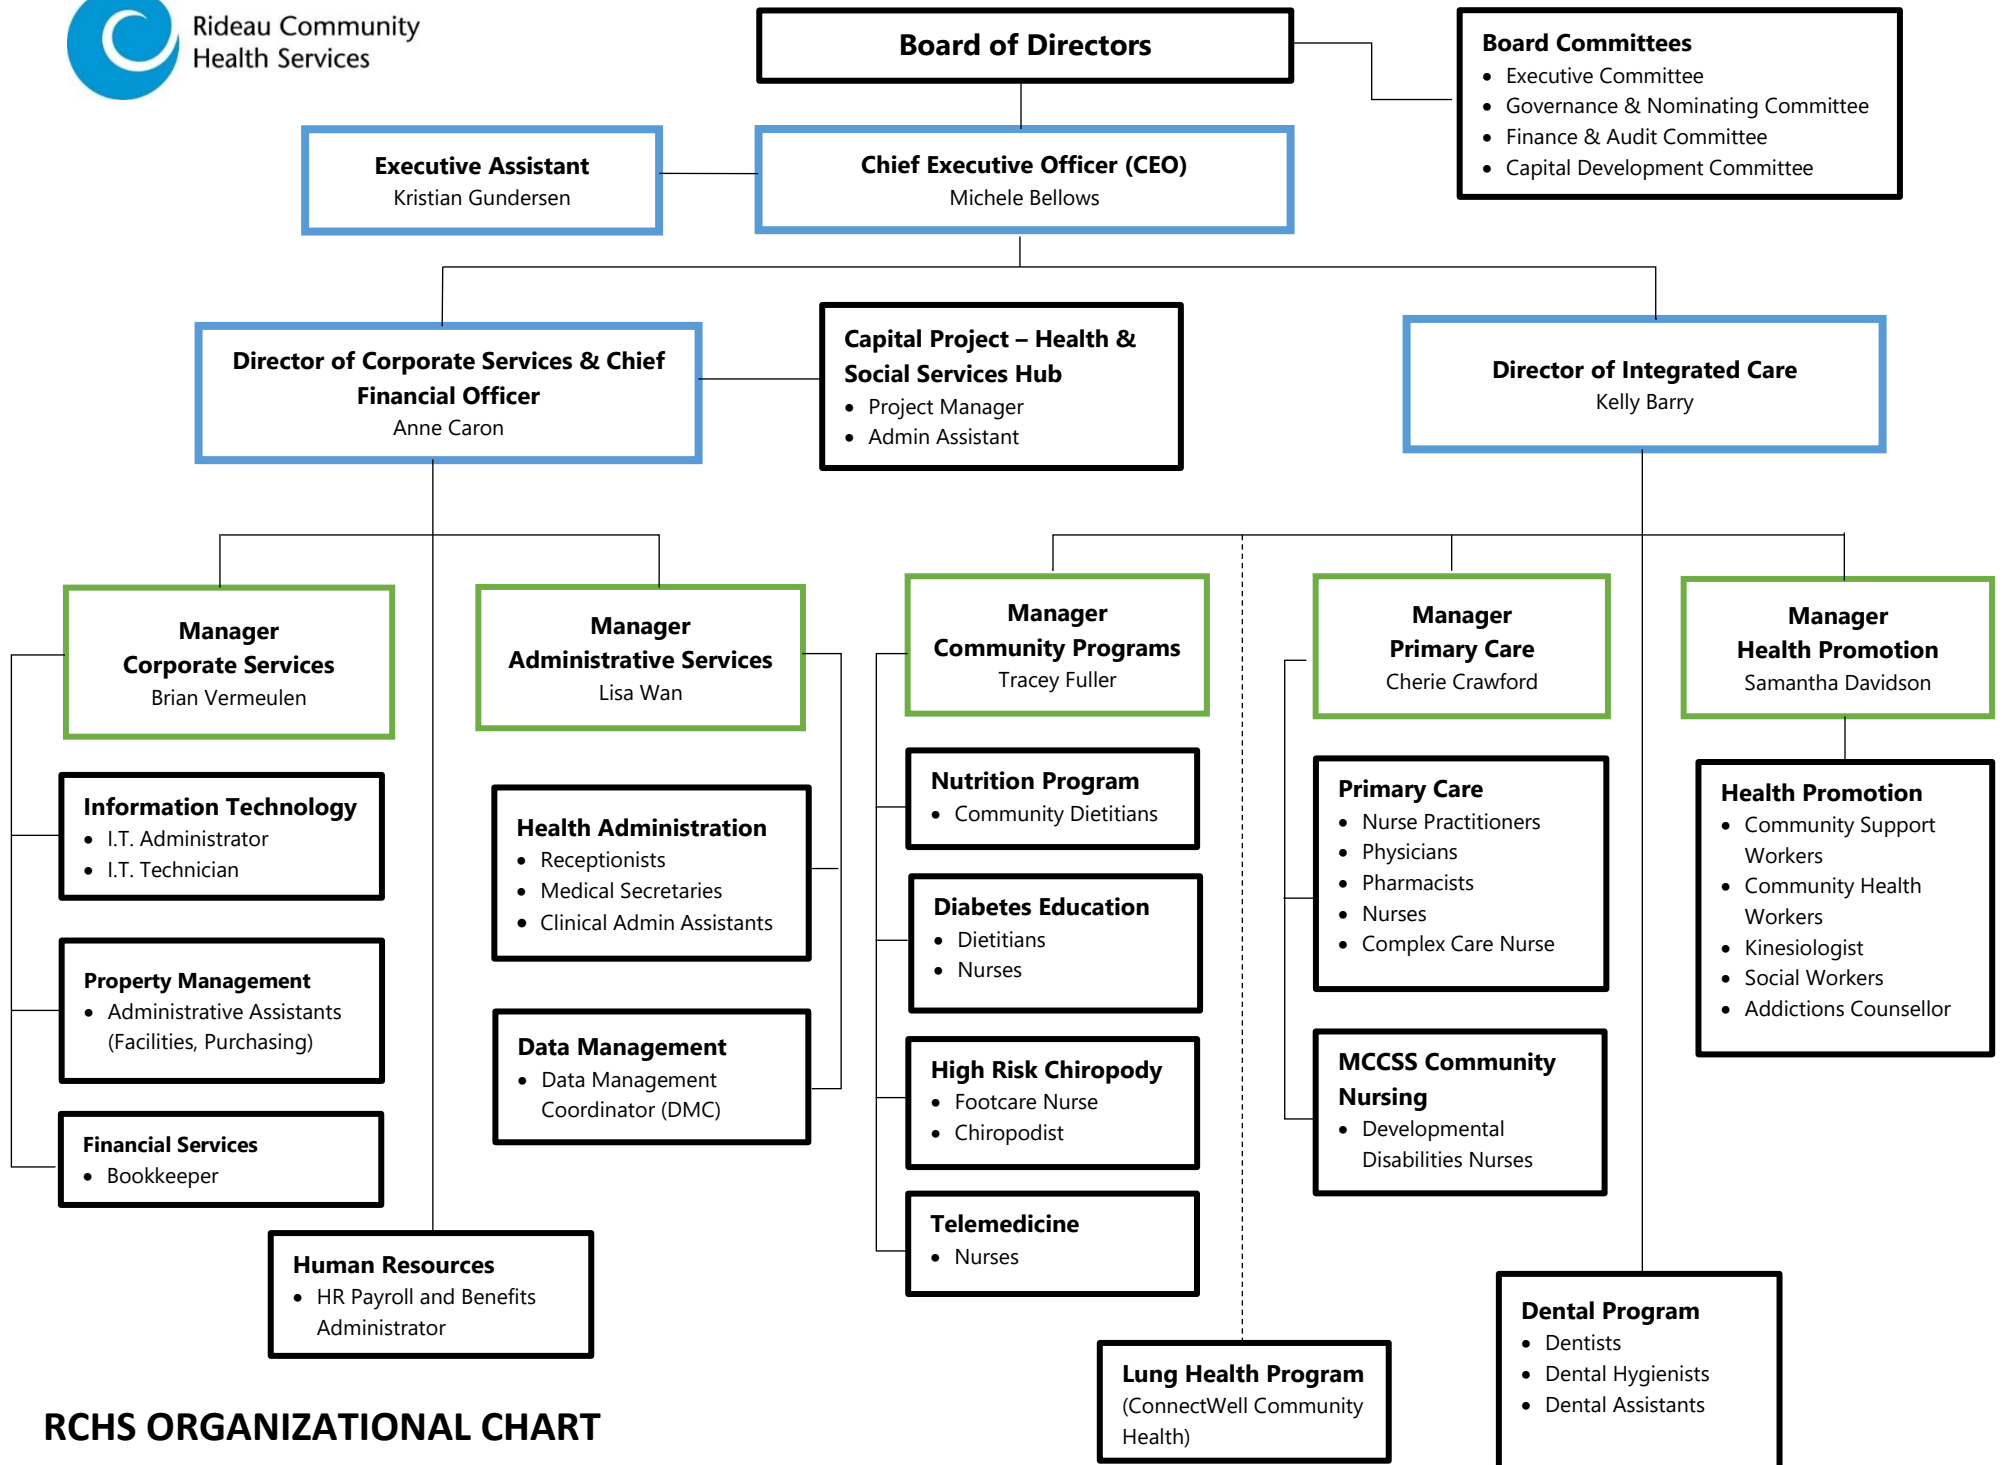 Rideau Community
Health Services
Board of Directors
Board Committees
• Executive Committee
• Governance & Nominating Committee
• Finance & Audit Committee
• Capital Development Committee
Executive Assistant
Kristian Gundersen
Chief Executive Officer (CEO)
Michele Bellows
Director of Corporate Services & Chief
Financial Officer
Anne Caron
Capital Project – Health &
Social Services Hub
• Project Manager
• Admin Assistant
Director of Integrated Care
Kelly Barry
Manager
Corporate Services
Brian Vermeulen
Manager
Administrative Services
Lisa Wan
Manager
Community Programs
Tracey Fuller
Manager
Primary Care
Cherie Crawford
Manager
Health Promotion
Samantha Davidson
Information Technology
• I.T. Administrator
• I.T. Technician
Property Management
• Administrative Assistants
(Facilities, Purchasing)
Financial Services
• Bookkeeper
Human Resources
• HR Payroll and Benefits
Administrator
Health Administration
• Receptionists
• Medical Secretaries
• Clinical Admin Assistants
Data Management
• Data Management
Coordinator (DMC)
Nutrition Program
• Community Dietitians
Diabetes Education
• Dietitians
• Nurses
High Risk Chiropody
• Footcare Nurse
• Chiropodist
Telemedicine
• Nurses
Lung Health Program
(ConnectWell Community
Health)
Primary Care
• Nurse Practitioners
• Physicians
• Pharmacists
• Nurses
• Complex Care Nurse
MCCSS Community
Nursing
• Developmental
Disabilities Nurses
Health Promotion
• Community Support
Workers
• Community Health
Workers
• Kinesiologist
• Social Workers
• Addictions Counsellor
Dental Program
• Dentists
• Dental Hygienists
• Dental Assistants
RCHS ORGANIZATIONAL CHART